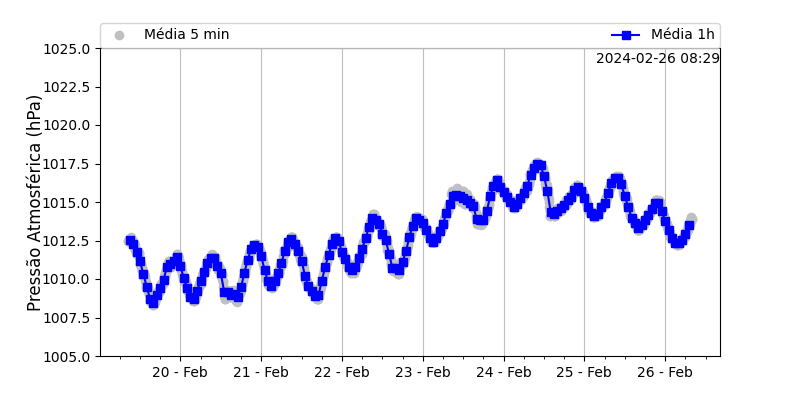 Média 5 min
Média 1h
2024-02-26 08:29
Pressão Atmosférica (hPa)
1025.0
1022.5
1020.0
1017.5
1015.0
1012.5
1010.0
1007.5
1005.0
20 - Feb
21 - Feb
22 - Feb
23 - Feb
24 - Feb
25 - Feb
26 - Feb